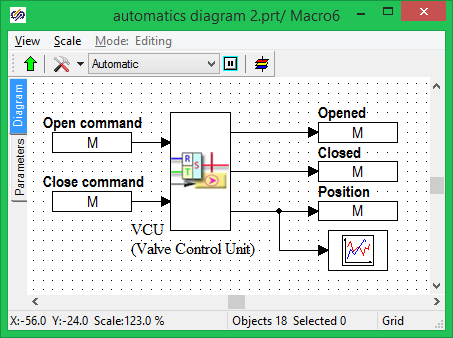 automatics diagram 2.prt/ Macro6
View Scale Mode: Editing
Automatic
Diagram
Parameters
Open command
M
Close command
M
R
S
T
VCU
(Valve Control Unit)
Opened
M
Closed
M
Position
M
X:-56.0 Y:-24.0 Scale:123.0 % Objects 18 Selected 0 Grid